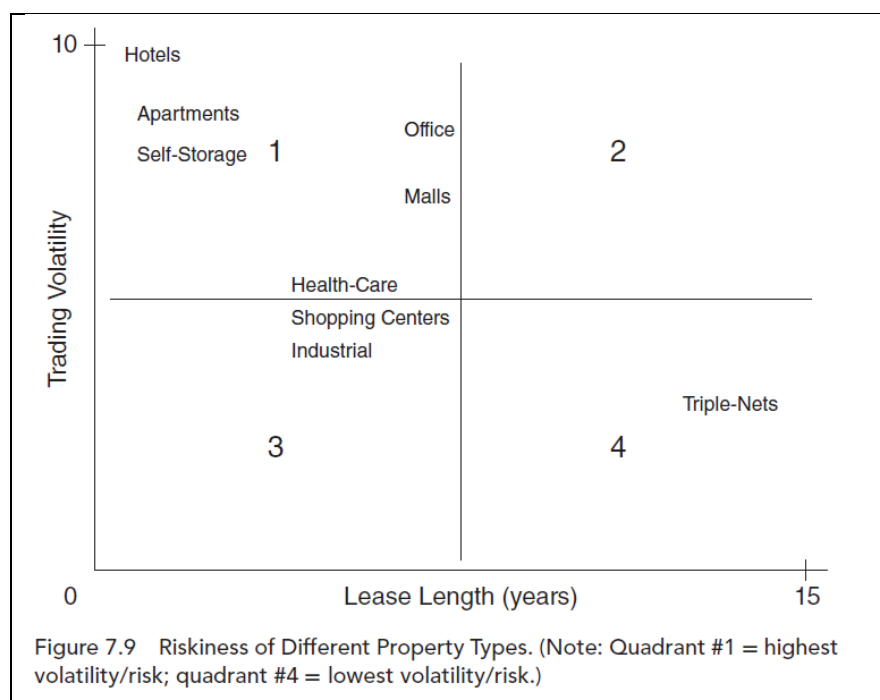 10
Hotels
Apartments
Office
Self-Storage 1
2
Malls
Trading Volatility
Health-Care
Shopping Centers
Industrial
Triple-Nets
3
4
0
Lease Length (years)
15
Figure 7.9 Riskiness of Different Property Types. (Note: Quadrant #1 = highest
volatility/risk; quadrant #4 = lowest volatility/risk.)